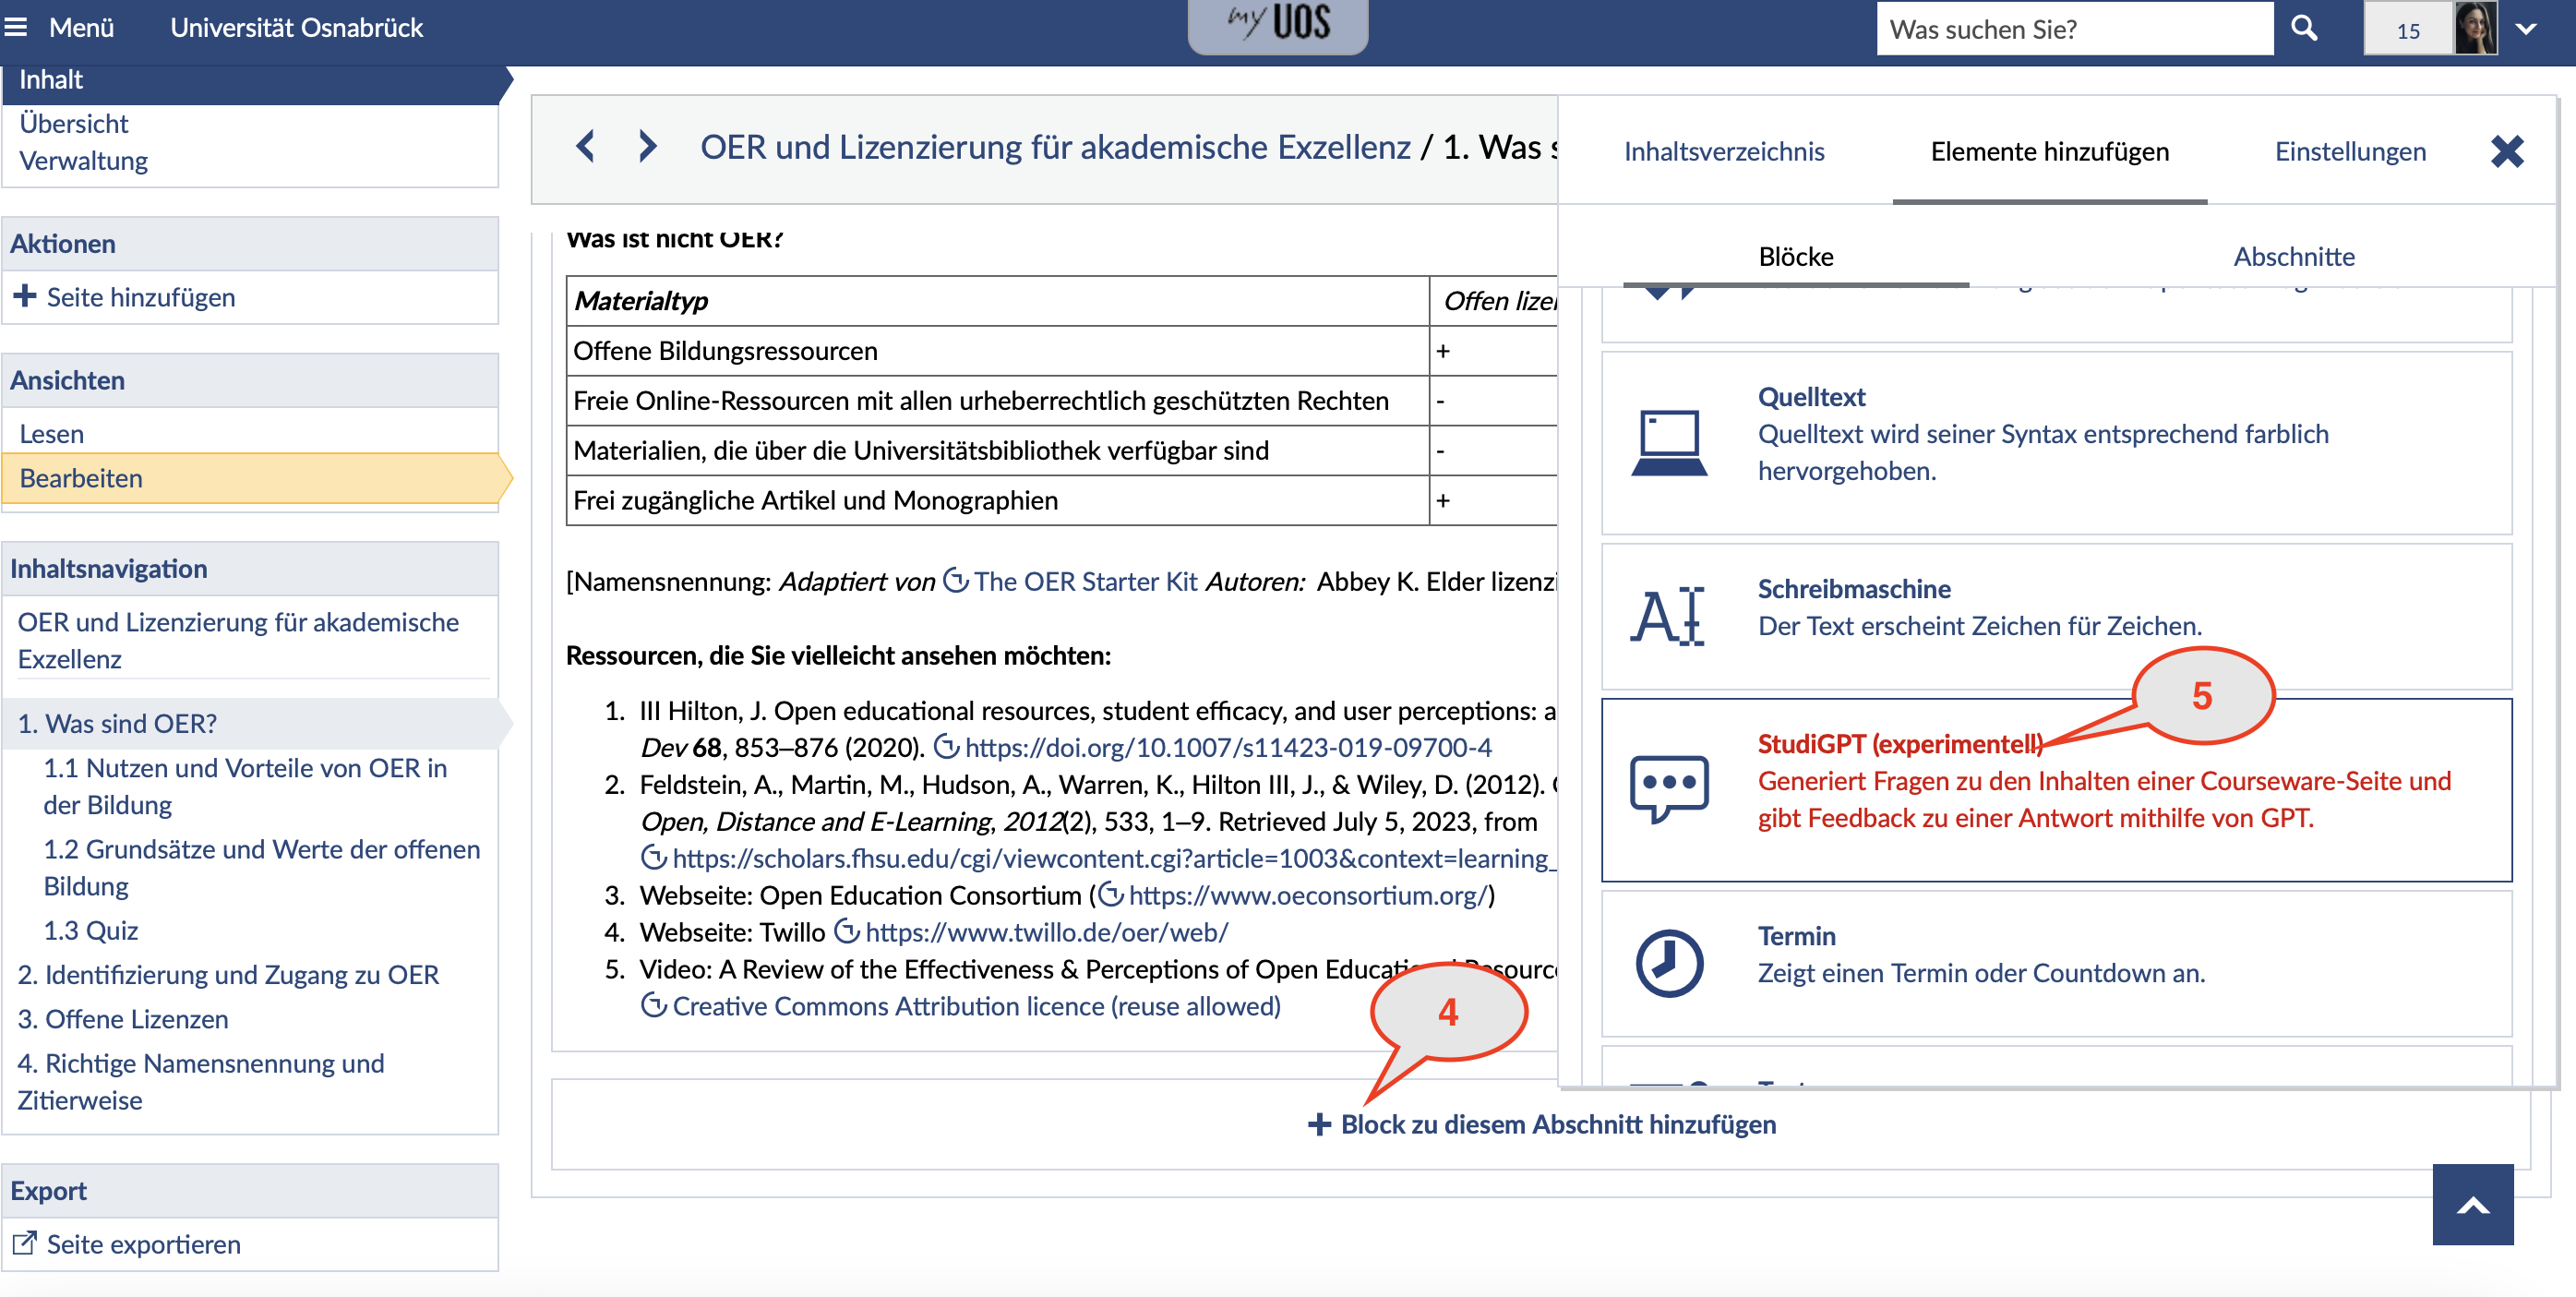 Menü
Universität Osnabrück
my UOS
Was suchen Sie?
15
Inhalt
Übersicht
Verwaltung
Aktionen
Seite hinzufügen
Ansichten
Lesen
Bearbeiten
Inhaltsnavigation
OER und Lizenzierung für akademische
Exzellenz
1. Was sind OER?
1.1 Nutzen und Vorteile von OER in
der Bildung
1.2 Grundsätze und Werte der offenen
Bildung
1.3 Quiz
2. Identifizierung und Zugang zu OER
3. Offene Lizenzen
4. Richtige Namensnennung und
Zitierweise
Export
Seite exportieren
OER und Lizenzierung für akademische Exzellenz / 1. Was s
Was ist nicht OER?
Materialtyp Offen lizen
Offene Bildungsressourcen +
Freie Online-Ressourcen mit allen urheberrechtlich geschützten Rechten -
Materialien, die über die Universitätsbibliothek verfügbar sind -
Frei zugängliche Artikel und Monographien +
[Namensnennung: Adaptiert von The OER Starter Kit Autoren: Abbey K. Elder lizenzi
Ressourcen, die Sie vielleicht ansehen möchten:
1. III Hilton, J. Open educational resources, student efficacy, and user perceptions: a
Dev 68, 853–876 (2020). https://doi.org/10.1007/s11423-019-09700-4
2. Feldstein, A., Martin, M., Hudson, A., Warren, K., Hilton III, J., & Wiley, D. (2012).
Open, Distance and E-Learning, 2012(2), 533, 1–9. Retrieved July 5, 2023, from
https://scholars.fhsu.edu/cgi/viewcontent.cgi?article=1003&context=learning_
3. Webseite: Open Education Consortium (https://www.oeconsortium.org/)
4. Webseite: Twillo https://www.twillo.de/oer/web/
5. Video: A Review of the Effectiveness & Perceptions of Open Educational Resource
Creative Commons Attribution licence (reuse allowed)
4
Block zu diesem Abschnitt hinzufügen
Inhaltsverzeichnis
Elemente hinzufügen
Einstellungen
Blöcke
Abschnitte
Quelltext
Quelltext wird seiner Syntax entsprechend farblich
hervorgehoben.
Schreibmaschine
Der Text erscheint Zeichen für Zeichen.
5
StudiGPT (experimentell)
Generiert Fragen zu den Inhalten einer Courseware-Seite und
gibt Feedback zu einer Antwort mithilfe von GPT.
Termin
Zeigt einen Termin oder Countdown an.